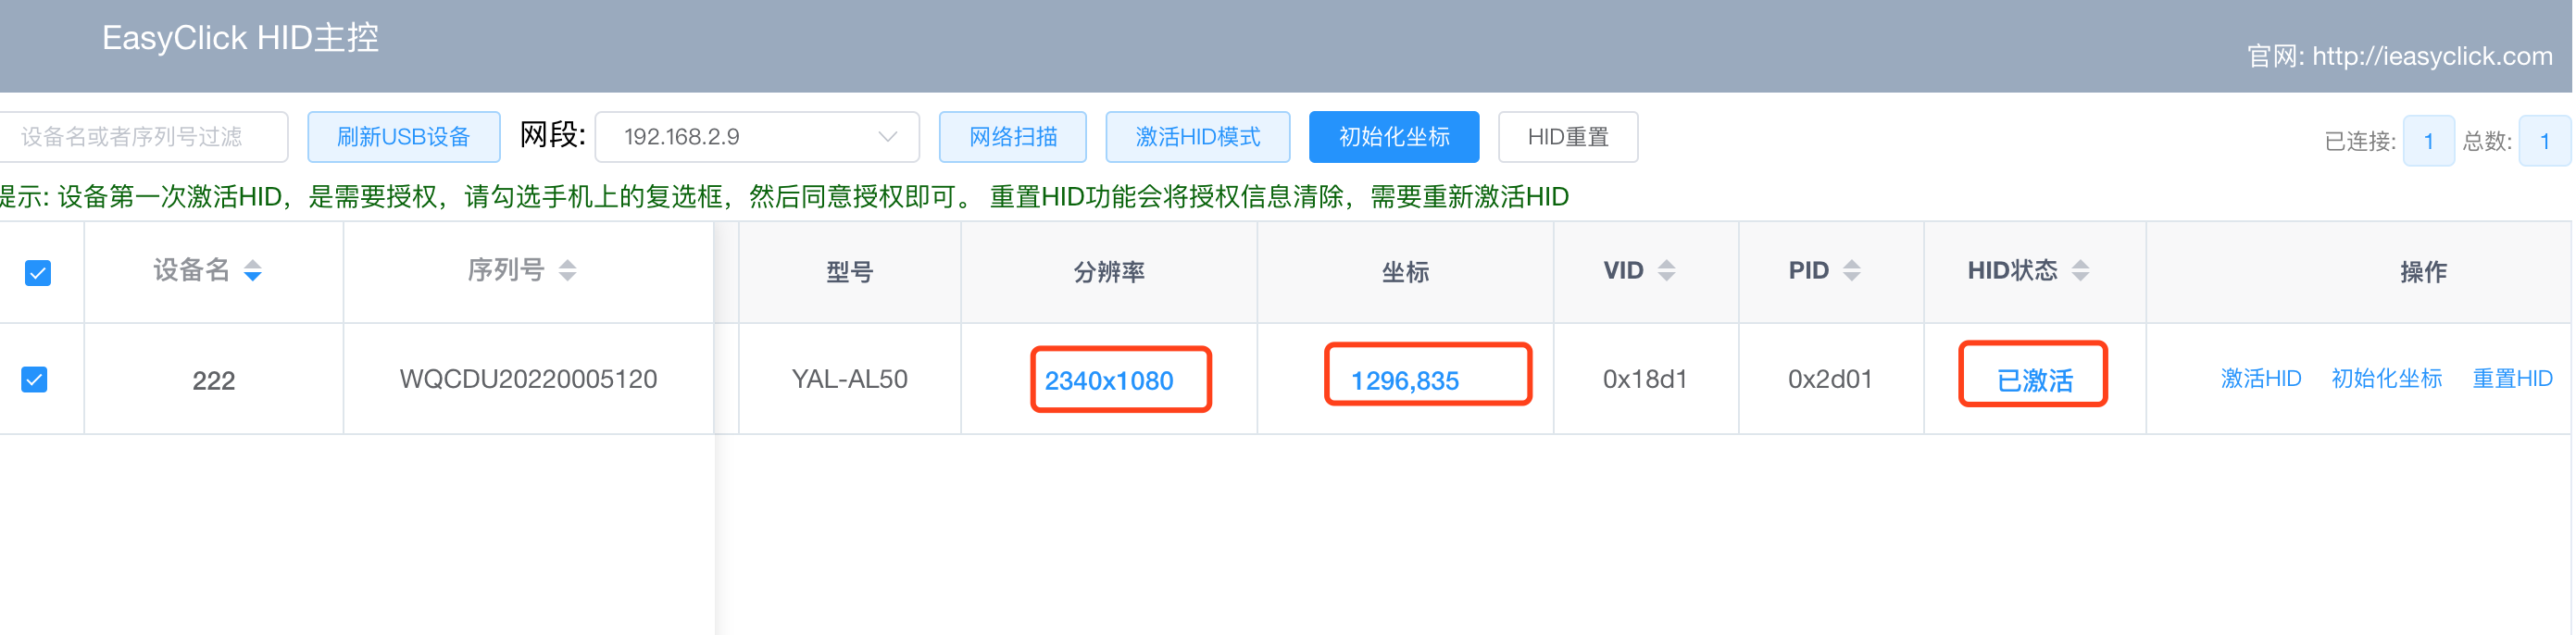 EasyClick HID主控
官网: http://ieasyclick.com
设备名或者序列号过滤 刷新USB设备 网段: 192.168.2.9 网络扫描 激活HID模式 初始化坐标 HID重置 已连接: 1 总数: 1
提示: 设备第一次激活HID，是需要授权，请勾选手机上的复选框，然后同意授权即可。 重置HID功能会将授权信息清除，需要重新激活HID
设备名 序列号 型号 分辨率 坐标 VID PID HID状态 操作
222 WQCDU20220005120 YAL-AL50 2340x1080 1296,835 0x18d1 0x2d01 已激活 激活HID 初始化坐标 重置HID